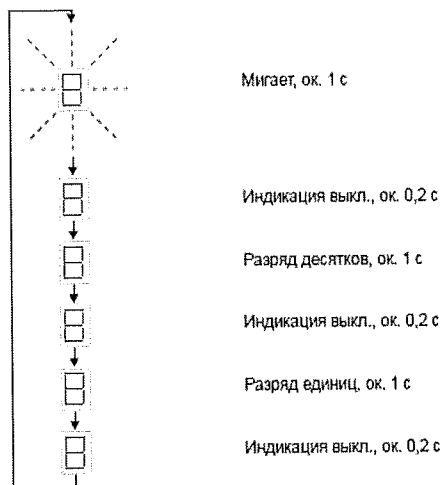 Мигает, ок. 1 с
Индикация выкл., ок. 0,2 с
Разряд десятков, ок. 1 с
Индикация выкл., ок. 0,2 с
Разряд единиц, ок. 1 с
Индикация выкл., ок. 0,2 с